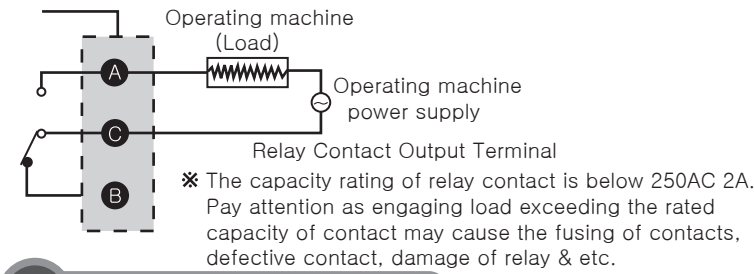 Operating machine
(Load)
A
Operating machine
power supply
C
Relay Contact Output Terminal
B
※ The capacity rating of relay contact is below 250AC 2A.
Pay attention as engaging load exceeding the rated
capacity of contact may cause the fusing of contacts,
defective contact, damage of relay & etc.